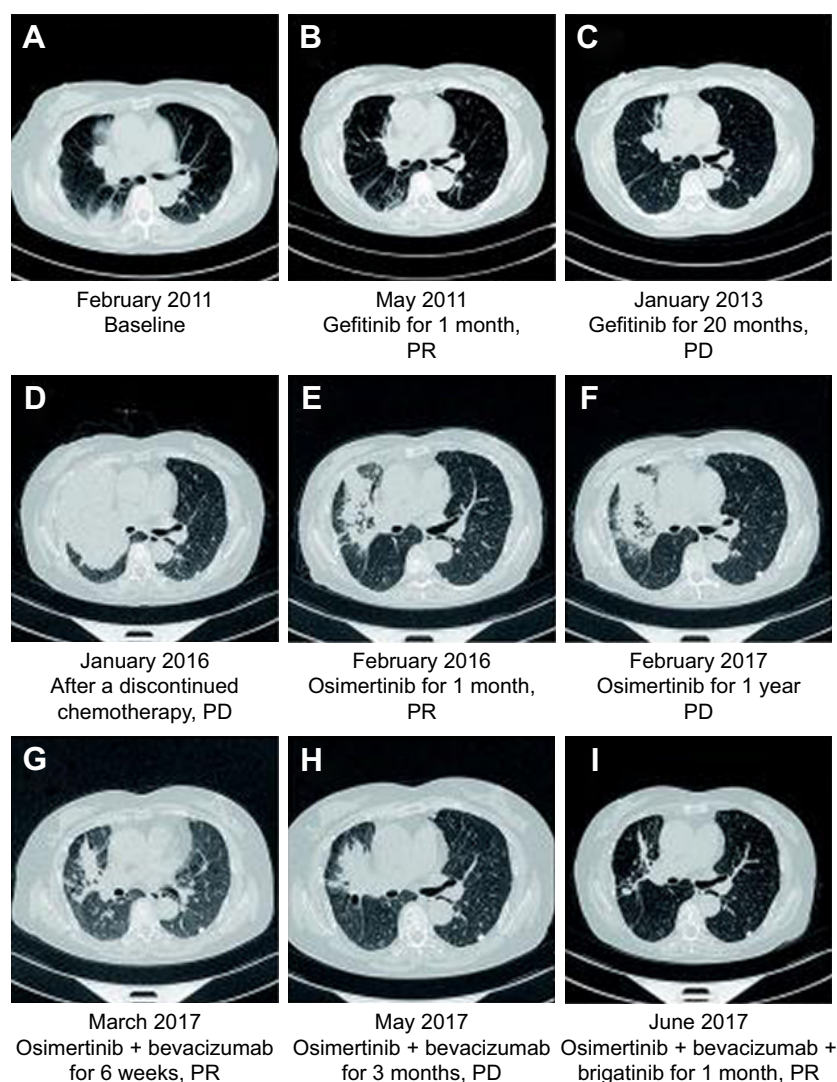 A
B
C
February 2011
Baseline
May 2011
Gefitinib for 1 month,
PR
January 2013
Gefitinib for 20 months,
PD
D
E
F
January 2016
After a discontinued
chemotherapy, PD
February 2016
Osimertinib for 1 month,
PR
February 2017
Osimertinib for 1 year
PD
G
H
I
March 2017
Osimertinib + bevacizumab
for 6 weeks, PR
May 2017
Osimertinib + bevacizumab
for 3 months, PD
June 2017
Osimertinib + bevacizumab +
brigatinib for 1 month, PR